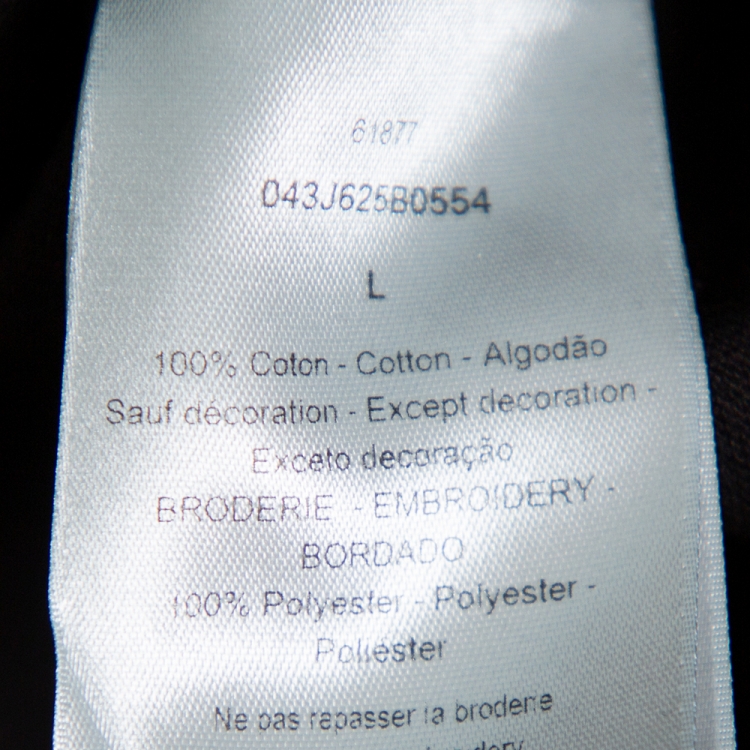 61877
043J625B0554
L
100% Coton - Cotton - Algodão
Sauf décoration - Except decoration -
Exceto decoração
BRODERIE - EMBROIDERY -
BORDADO
100% Polyester - Polyester -
Poliéster
Ne pas repasser la broderie